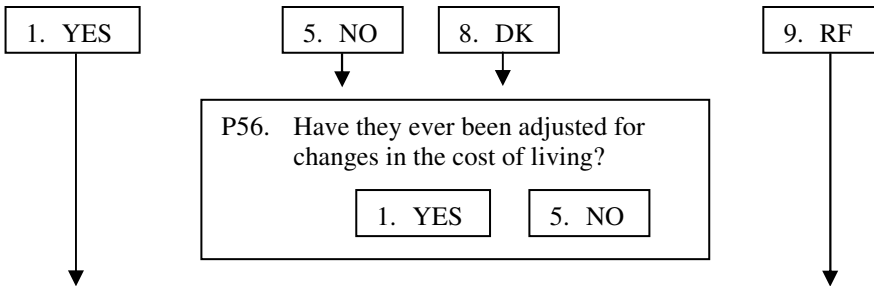 1. YES 5. NO 8. DK 9. RF
P56. Have they ever been adjusted for
changes in the cost of living?
1. YES 5. NO